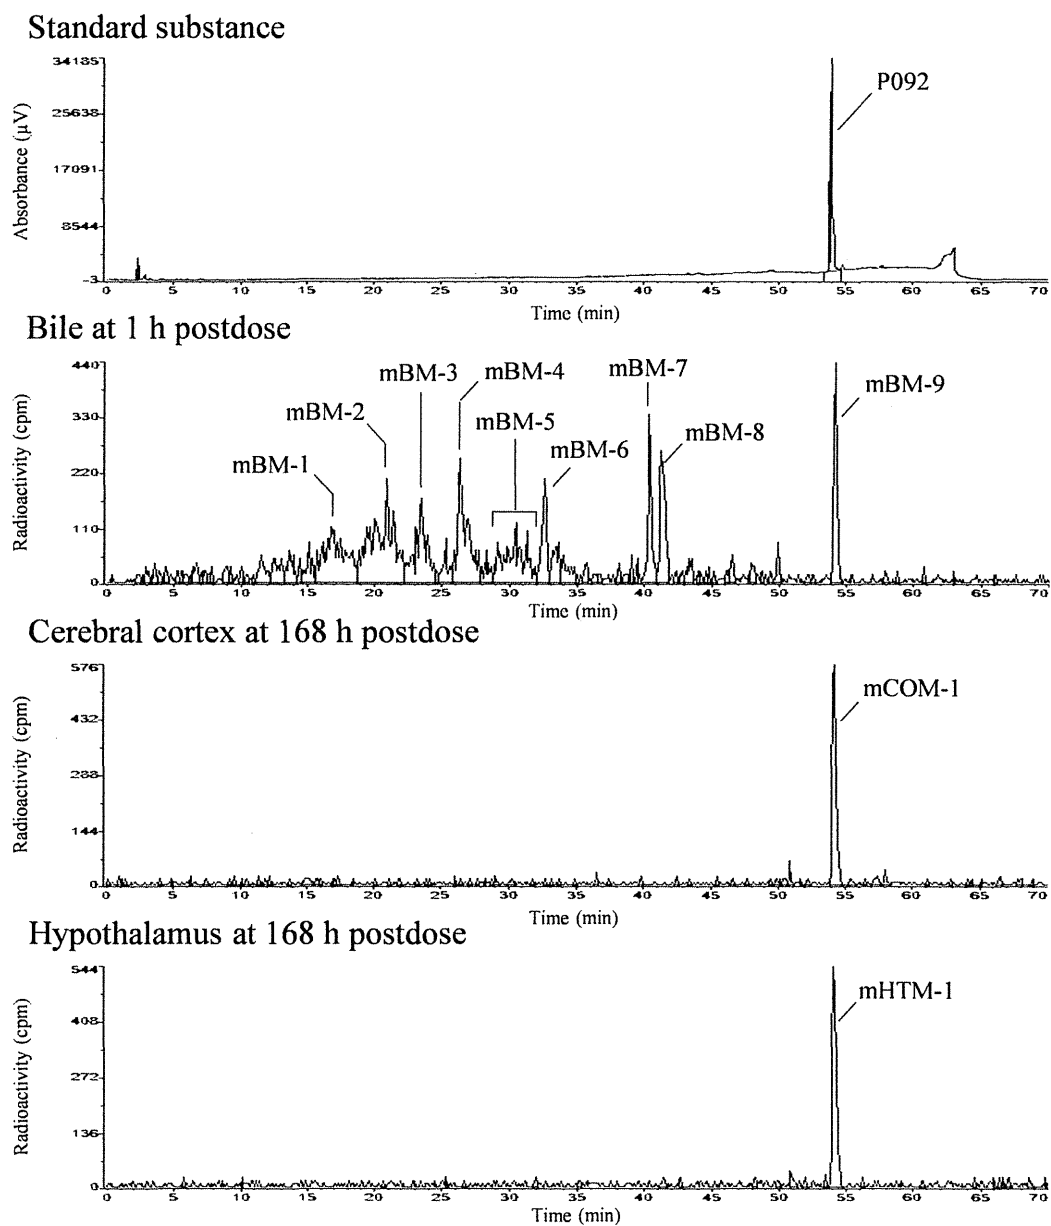 Standard substance
34185
25638
17091
8544
-3
Absorbance (µV)
P092
0 5 10 15 20 25 30 35 40 45 50 55 60 65 70
Time (min)
Bile at 1 h postdose
440
330
220
110
0
Radioactivity (cpm)
mBM-1
mBM-2
mBM-3
mBM-4
mBM-5
mBM-6
mBM-7
mBM-8
mBM-9
0 5 10 15 20 25 30 35 40 45 50 55 60 65 70
Time (min)
Cerebral cortex at 168 h postdose
576
432
288
144
0
Radioactivity (cpm)
mCOM-1
0 5 10 15 20 25 30 35 40 45 50 55 60 65 70
Time (min)
Hypothalamus at 168 h postdose
544
408
272
136
0
Radioactivity (cpm)
mHTM-1
0 5 10 15 20 25 30 35 40 45 50 55 60 65 70
Time (min)